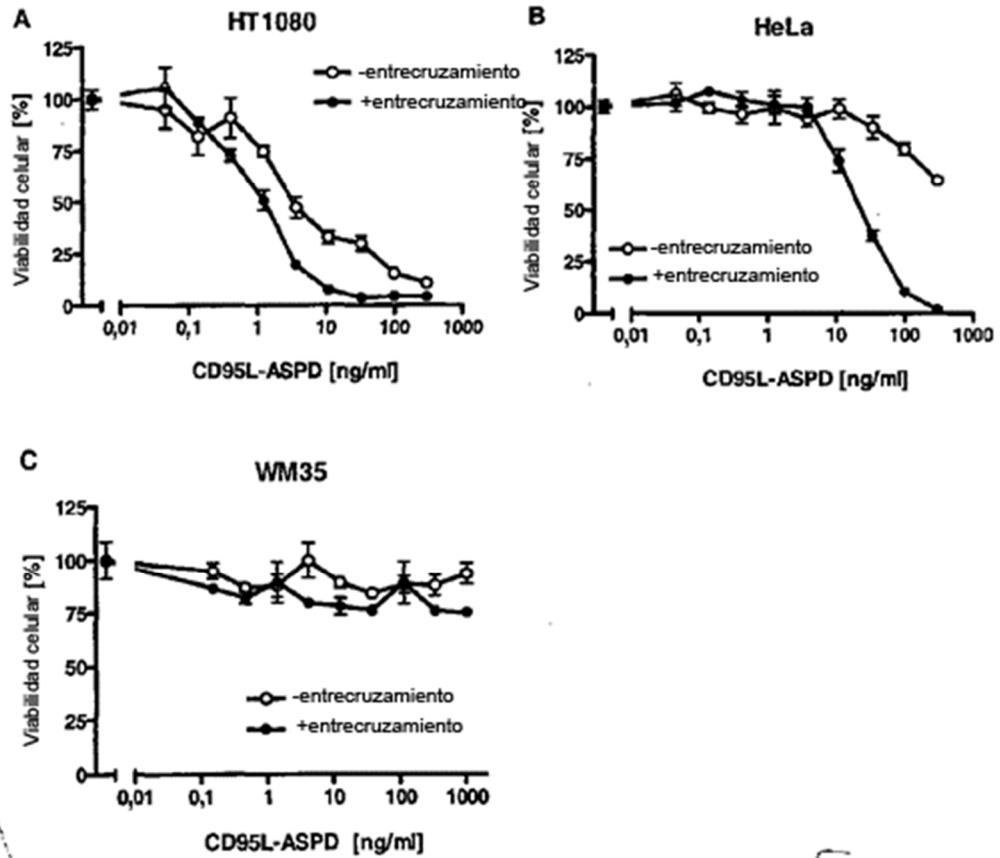 A
HT1080
125
100
75
50
25
0
Viabilidad celular [%]
-entrecruzamiento
+entrecruzamiento
0,01 0,1 1 10 100 1000
CD95L-ASPD [ng/ml]
B
HeLa
125
100
75
50
25
0
Viabilidad celular [%]
-entrecruzamiento
+entrecruzamiento
0,01 0,1 1 10 100 1000
CD95L-ASPD [ng/ml]
C
WM35
125
100
75
50
25
0
Viabilidad celular [%]
-entrecruzamiento
+entrecruzamiento
0,01 0,1 1 10 100 1000
CD95L-ASPD [ng/ml]